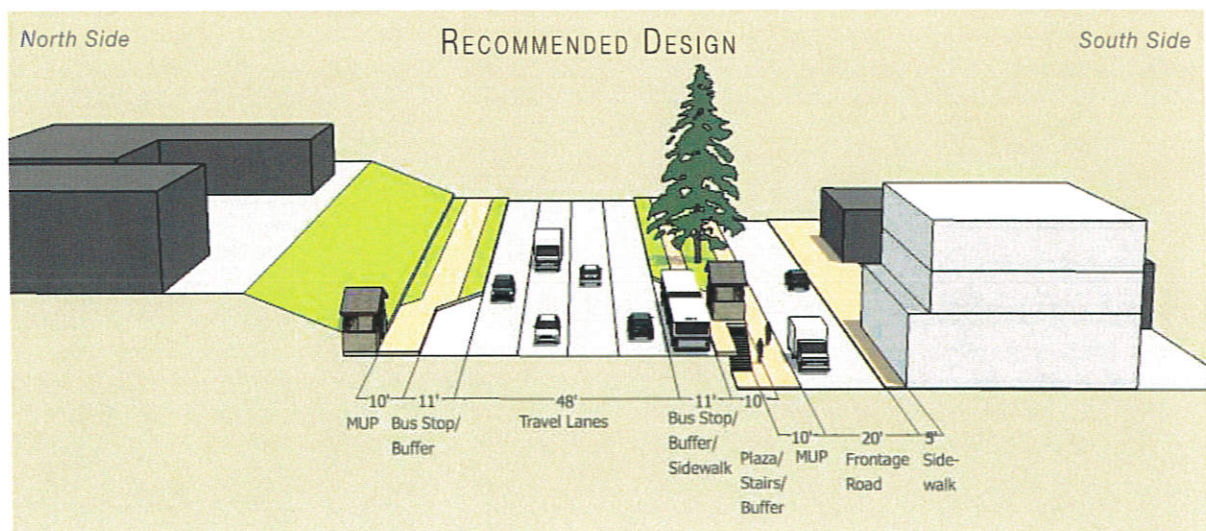 North Side
RECOMMENDED DESIGN
South Side
10'
11'
48'
11'
10'
MUP
Bus Stop/
Buffer
Travel Lanes
Bus Stop/
Buffer/
Sidewalk
10'
20'
5'
Plaza/
Stairs/
Buffer
MUP
Frontage
Road
Side-
walk